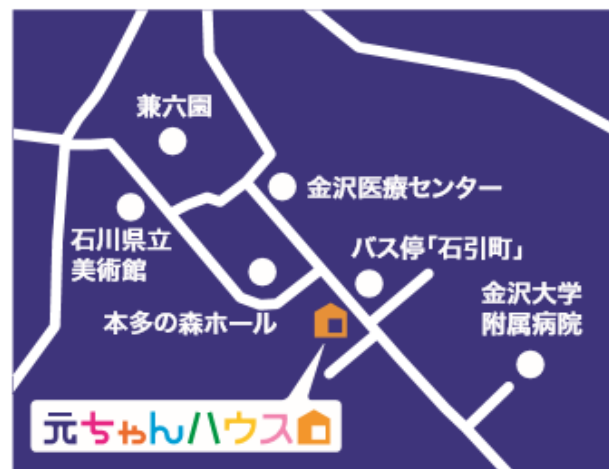 兼六園
金沢医療センター
石川県立
美術館
バス停「石引町」
金沢大学
附属病院
本多の森ホール
元ちゃんハウス